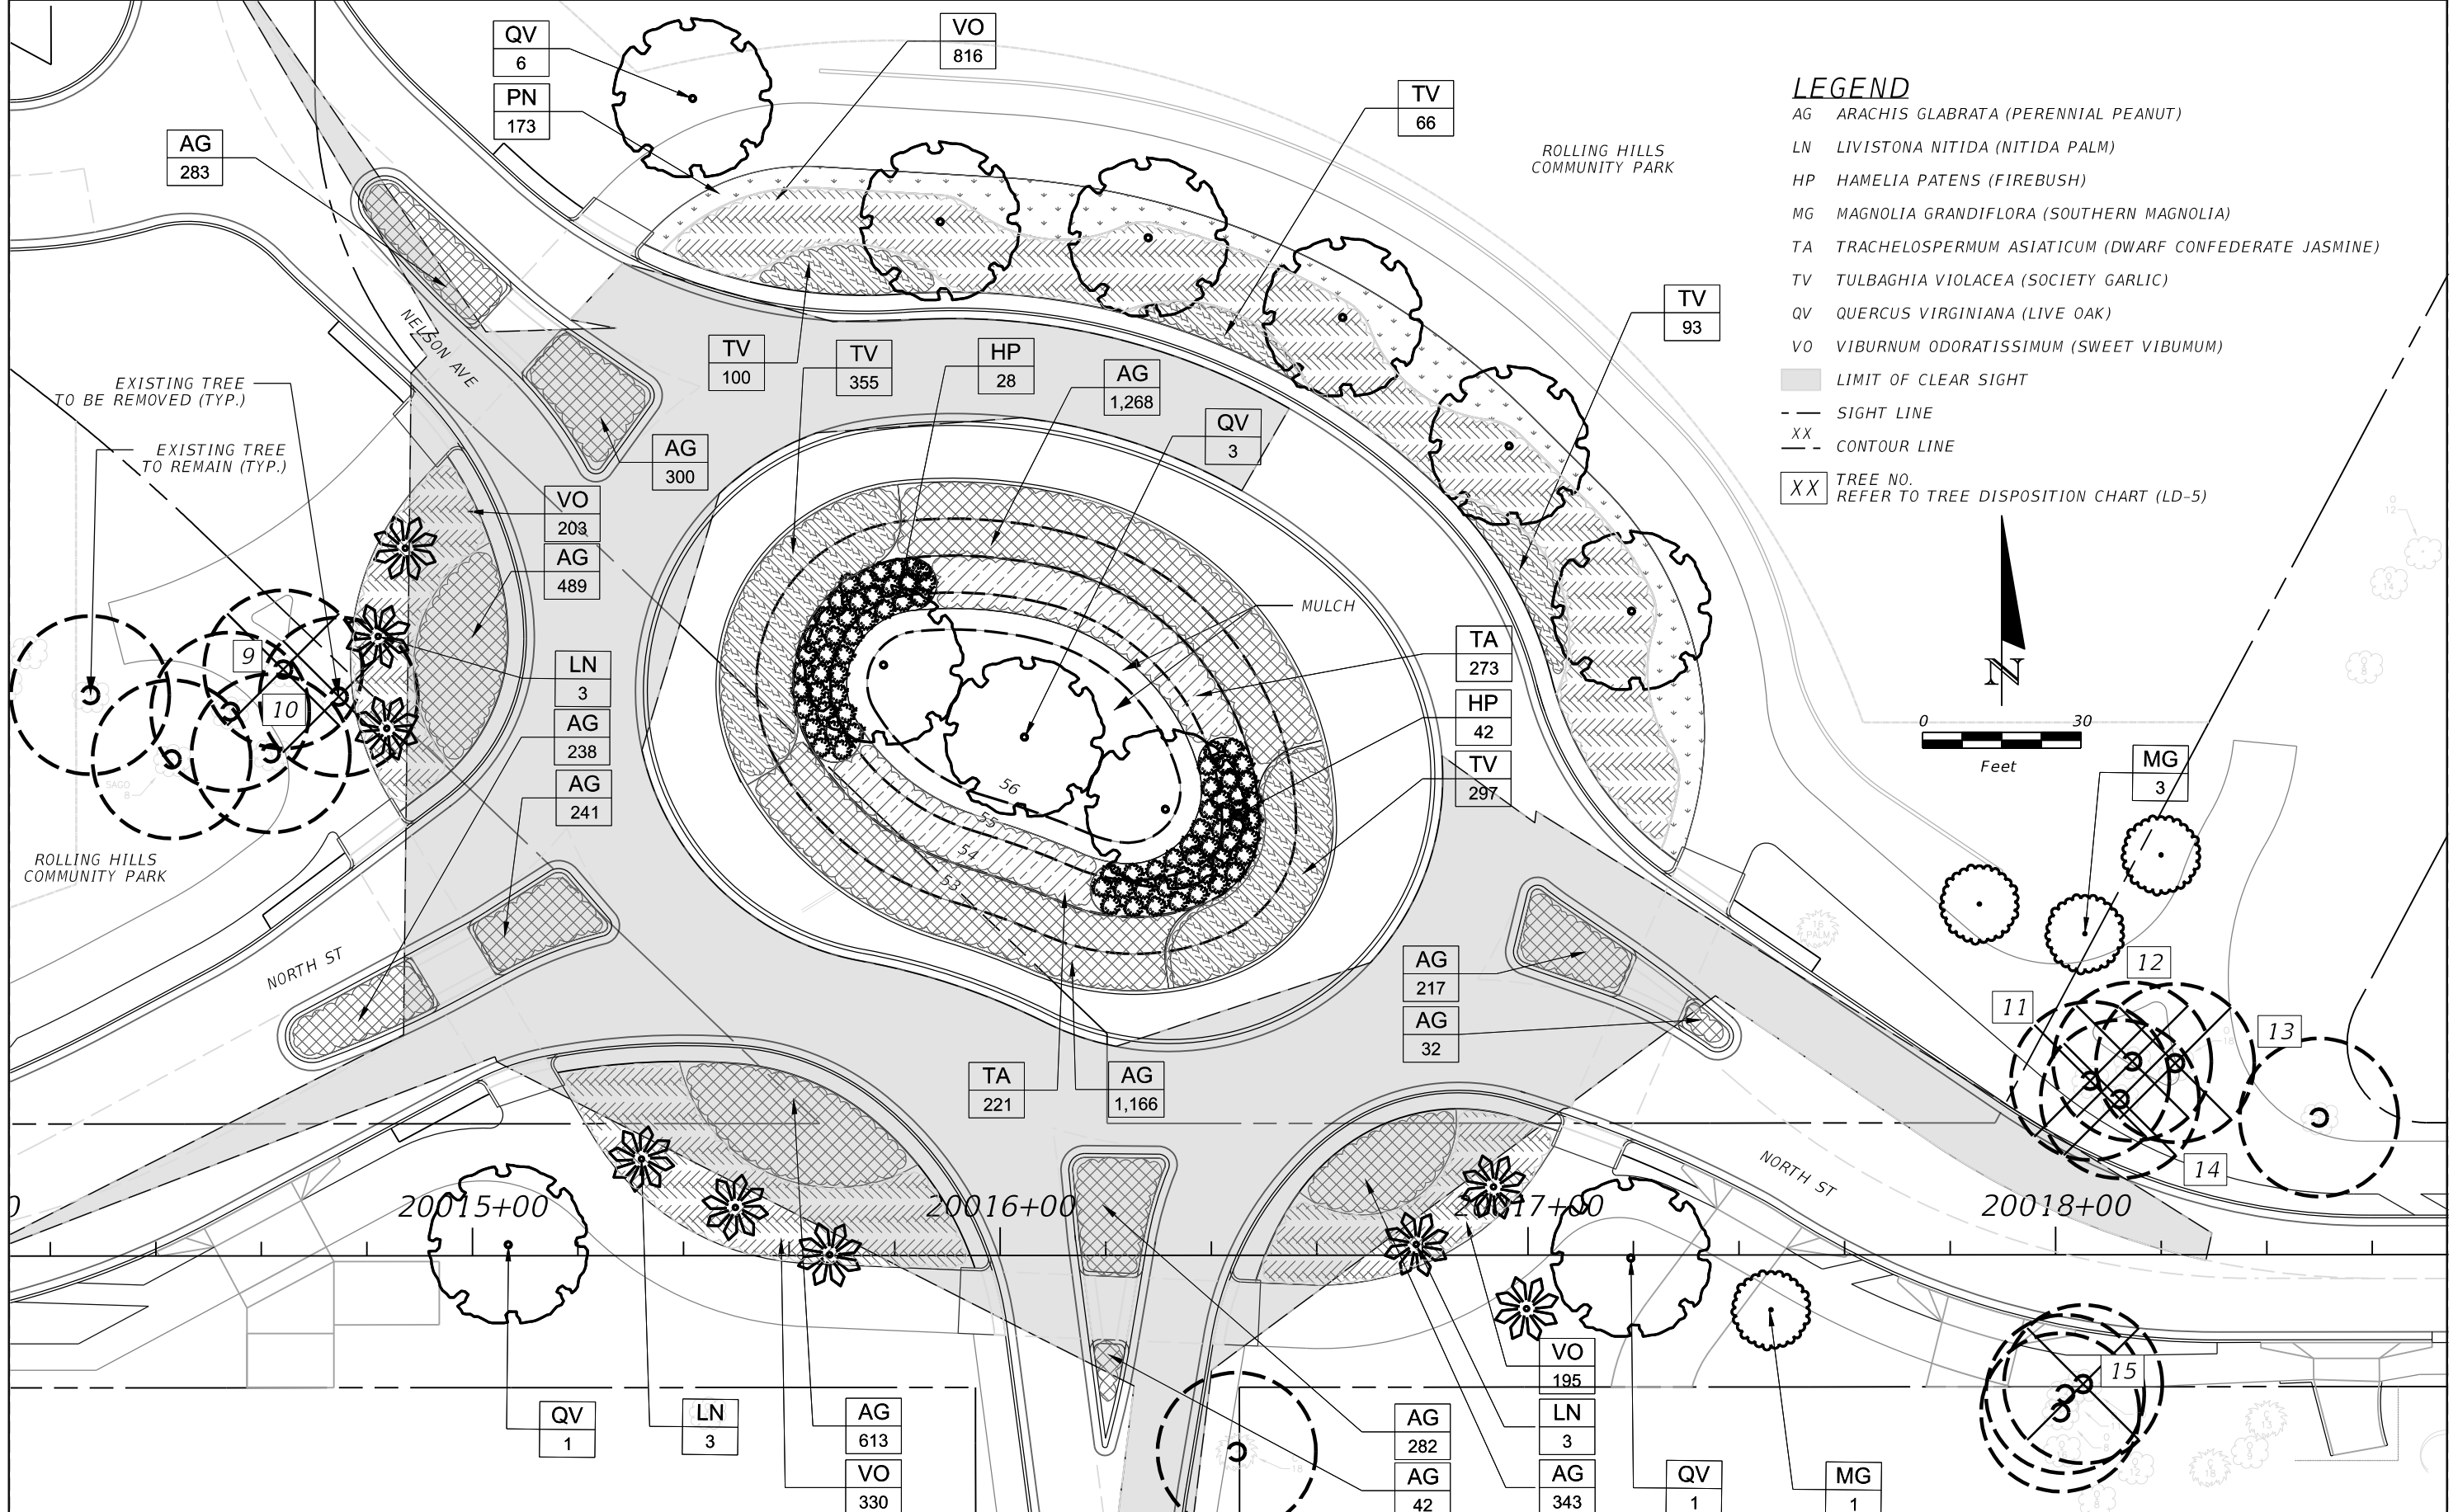 QV
6
PN
173
VO
816
TV
66
AG
283
ROLLING HILLS
COMMUNITY PARK
LEGEND
AG ARACHIS GLABRATA (PERENNIAL PEANUT)
LN LIVISTONA NITIDA (NITIDA PALM)
HP HAMELIA PATENS (FIREBUSH)
MG MAGNOLIA GRANDIFLORA (SOUTHERN MAGNOLIA)
TA TRACHELOSPERMUM ASIATICUM (DWARF CONFEDERATE JASMINE)
TV TULBAGHIA VIOLACEA (SOCIETY GARLIC)
QV QUERCUS VIRGINIANA (LIVE OAK)
VO VIBURNUM ODORATISSIMUM (SWEET VIBUMUM)
LIMIT OF CLEAR SIGHT
SIGHT LINE
XX CONTOUR LINE
XX TREE NO.
REFER TO TREE DISPOSITION CHART (LD-5)
N
0 30
Feet
TV
93
NELSON AVE
TV
100
TV
355
HP
28
AG
1,268
QV
3
EXISTING TREE
TO BE REMOVED (TYP.)
EXISTING TREE
TO REMAIN (TYP.)
AG
300
VO
203
AG
489
MULCH
9
10
LN
3
AG
238
AG
241
TA
273
HP
42
TV
297
56
55
54
53
MG
3
SAGO
8
ROLLING HILLS
COMMUNITY PARK
NORTH ST
16
PALM
AG
217
AG
32
12
11
13
14
TA
221
AG
1,166
NORTH ST
0
20015+00
20016+00
20017+00
20018+00
15
VO
195
QV
1
LN
3
AG
613
VO
330
AG
282
AG
42
LN
3
AG
343
QV
1
MG
1